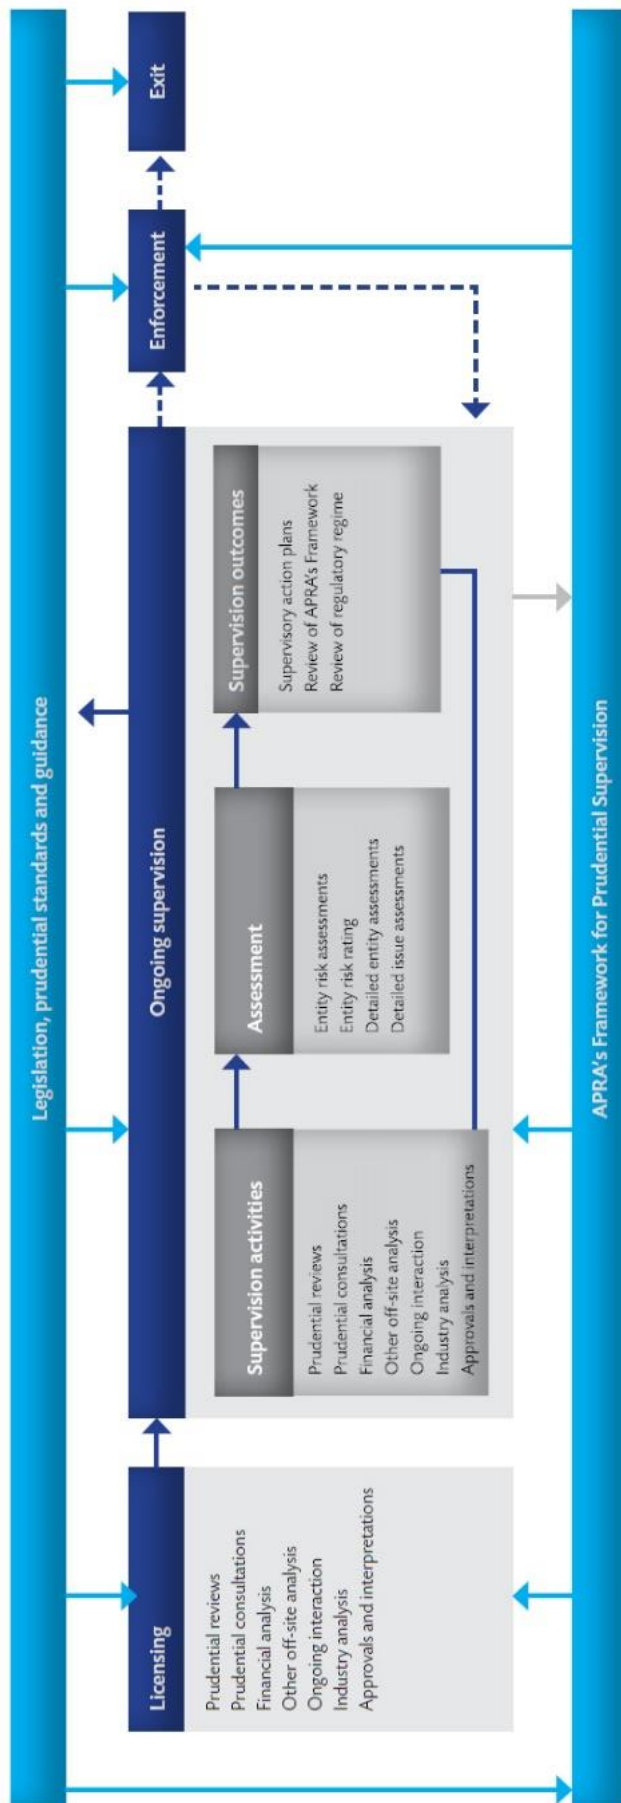 Legislation, prudential standards and guidance
Licensing
Prudential reviews
Prudential consultations
Financial analysis
Other off-site analysis
Ongoing interaction
Industry analysis
Approvals and interpretations
Ongoing supervision
Supervision activities
Prudential reviews
Prudential consultations
Financial analysis
Other off-site analysis
Ongoing interaction
Industry analysis
Approvals and interpretations
Assessment
Entity risk assessments
Entity risk rating
Detailed entity assessments
Detailed issue assessments
Supervision outcomes
Supervisory action plans
Review of APRA's Framework
Review of regulatory regime
Enforcement
Exit
APRA's Framework for Prudential Supervision